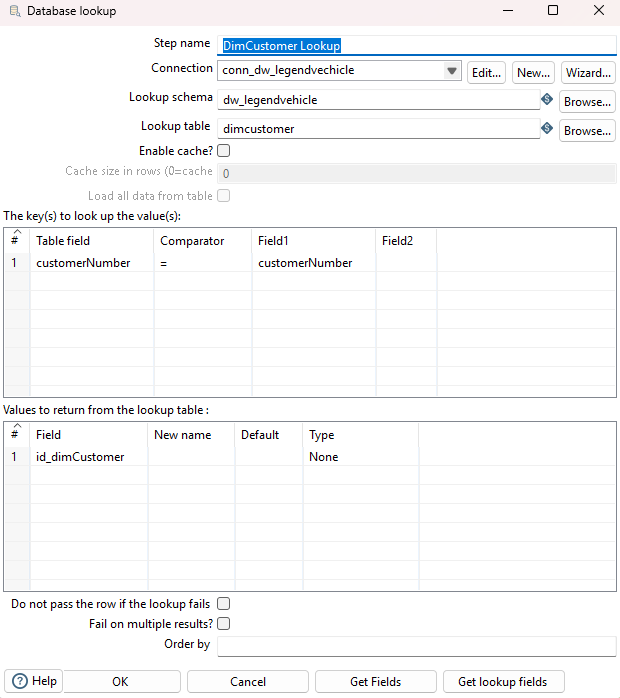 Database lookup
Step name DimCustomer Lookup
Connection conn_dw_legendvechicle Edit... New... Wizard...
Lookup schema dw_legendvehicle $ Browse...
Lookup table dimcustomer $ Browse...
Enable cache?
Cache size in rows (0=cache 0
Load all data from table
The key(s) to look up the value(s):
# Table field Comparator Field1 Field2
1 customerNumber = customerNumber
Values to return from the lookup table :
# Field New name Default Type
1 id_dimCustomer None
Do not pass the row if the lookup fails
Fail on multiple results?
Order by
? Help OK Cancel Get Fields Get lookup fields